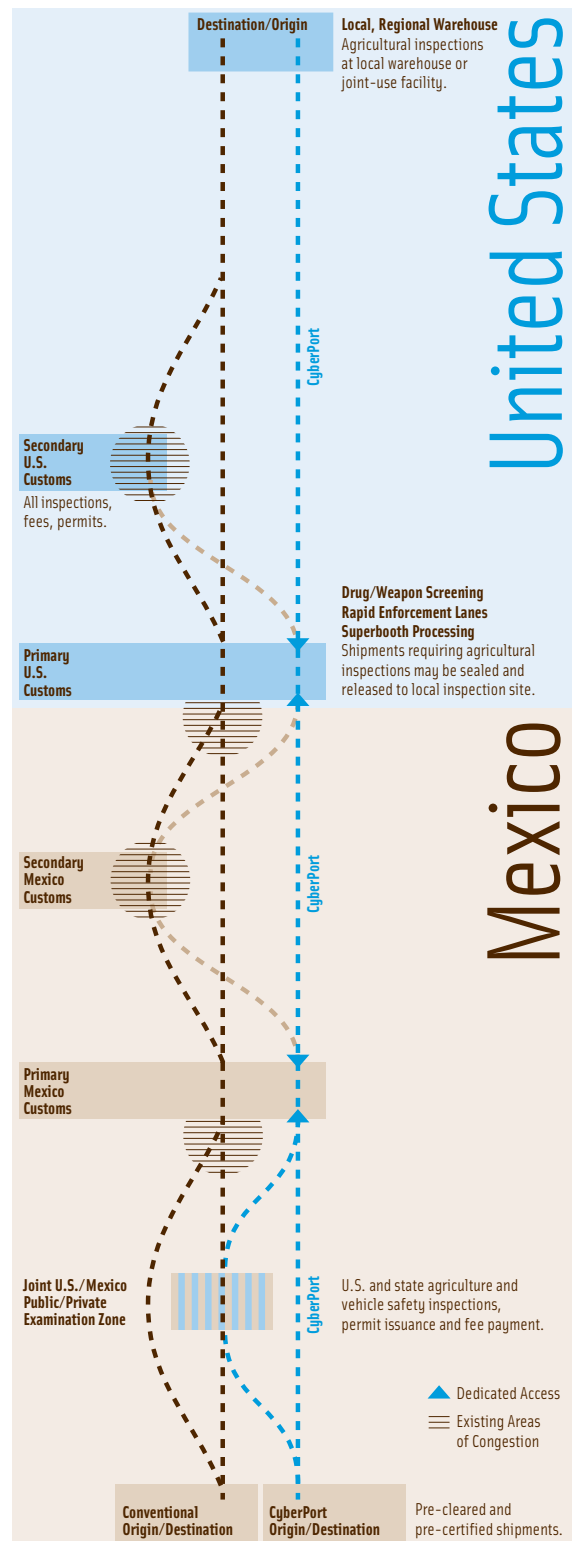 Destination/Origin
Local, Regional Warehouse
Agricultural inspections
at local warehouse or
joint-use facility.
United States
CyberPort
Secondary
U.S.
Customs
All inspections,
fees, permits.
Drug/Weapon Screening
Rapid Enforcement Lanes
Superbooth Processing
Shipments requiring agricultural
inspections may be sealed and
released to local inspection site.
Primary
U.S.
Customs
Mexico
Secondary
Mexico
Customs
CyberPort
Primary
Mexico
Customs
Joint U.S./Mexico
Public/Private
Examination Zone
CyberPort
U.S. and state agriculture and
vehicle safety inspections,
permit issuance and fee payment.
Dedicated Access
Existing Areas
of Congestion
Conventional
Origin/Destination
CyberPort
Origin/Destination
Pre-cleared and
pre-certified shipments.